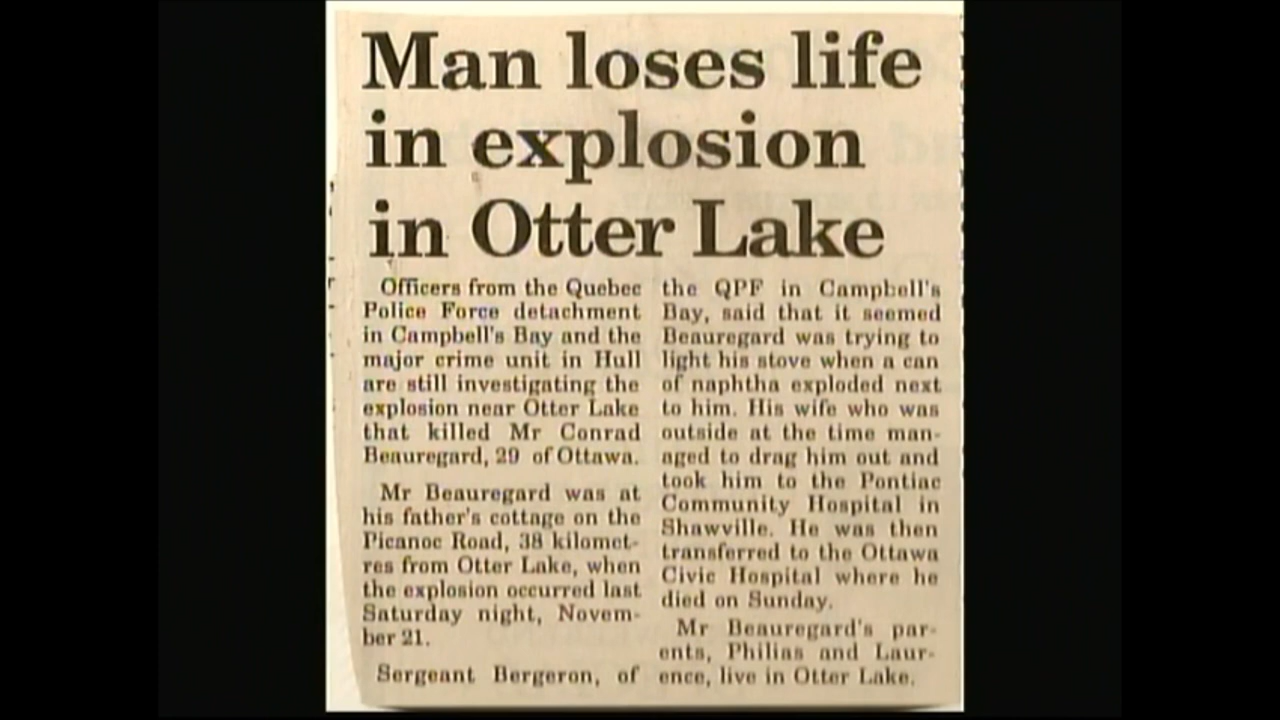 Man loses life
in explosion
in Otter Lake
Officers from the Quebec
Police Force detachment
in Campbell's Bay and the
major crime unit in Hull
are still investigating the
explosion near Otter Lake
that killed Mr Conrad
Beauregard, 29 of Ottawa.
Mr Beauregard was at
his father's cottage on the
Picanoc Road, 38 kilomet-
res from Otter Lake, when
the explosion occurred last
Saturday night, Novem-
ber 21.
Sergeant Bergeron, of
the QPF in Campbell's
Bay, said that it seemed
Beauregard was trying to
light his stove when a can
of naphtha exploded next
to him. His wife who was
outside at the time man-
aged to drag him out and
took him to the Pontiac
Community Hospital in
Shawville. He was then
transferred to the Ottawa
Civic Hospital where he
died on Sunday.
Mr Beauregard's par-
ents, Philias and Laur-
ence, live in Otter Lake.